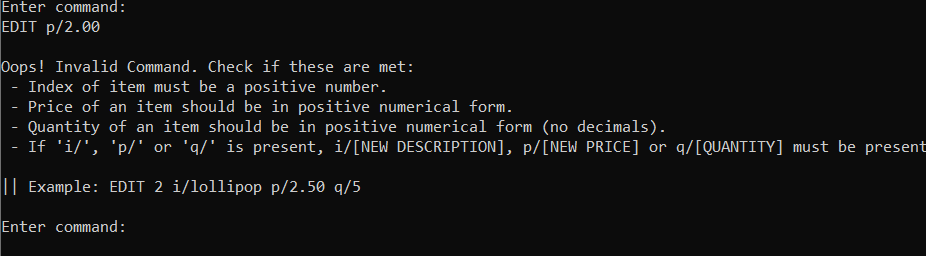 Enter command:
EDIT p/2.00
Oops! Invalid Command. Check if these are met:
- Index of item must be a positive number.
- Price of an item should be in positive numerical form.
- Quantity of an item should be in positive numerical form (no decimals).
- If 'i/', 'p/' or 'q/' is present, i/[NEW DESCRIPTION], p/[NEW PRICE] or q/[QUANTITY] must be present
|| Example: EDIT 2 i/lollipop p/2.50 q/5
Enter command: